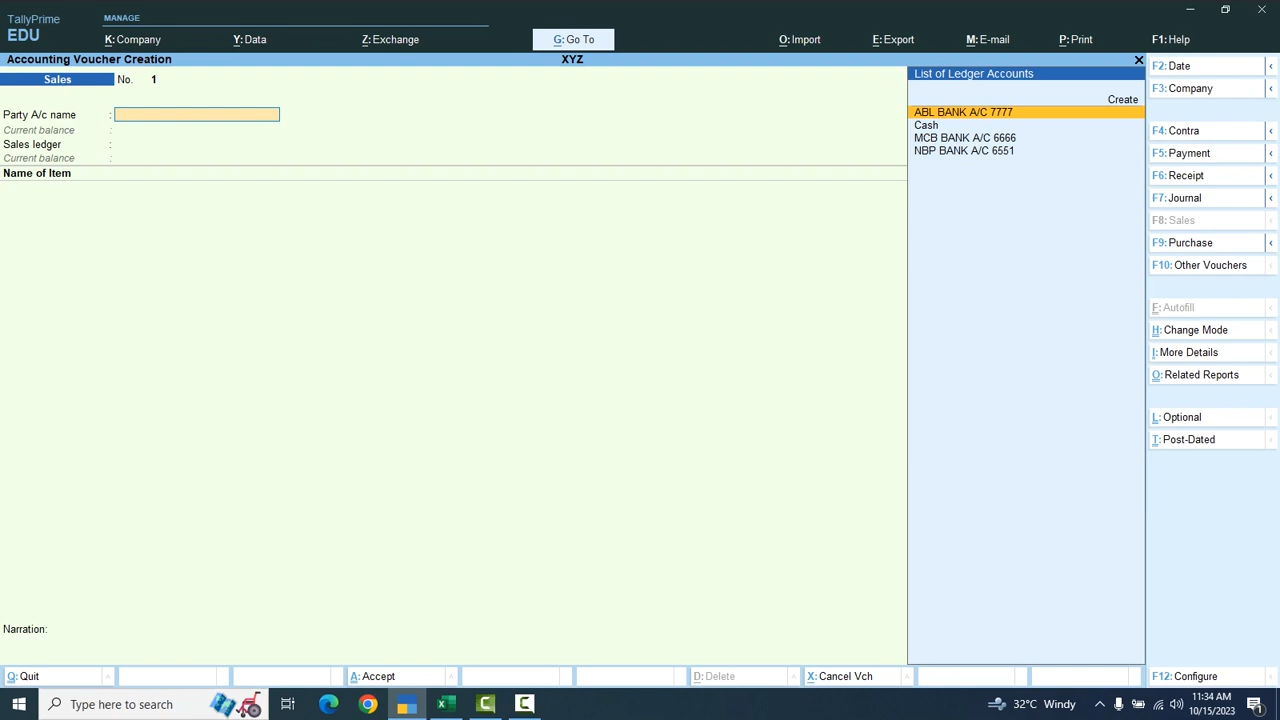 TallyPrime
EDU
MANAGE
K: Company
Y: Data
Z: Exchange
G: Go To
O: Import
E: Export
M: E-mail
P: Print
F1: Help
Accounting Voucher Creation
XYZ
Sales
No. 1
Party A/c name :
Current balance :
Sales ledger :
Current balance :
Name of Item
Narration:
List of Ledger Accounts
Create
ABL BANK A/C 7777
Cash
MCB BANK A/C 6666
NBP BANK A/C 6551
F2: Date
F3: Company
F4: Contra
F5: Payment
F6: Receipt
F7: Journal
F8: Sales
F9: Purchase
F10: Other Vouchers
F: Autofill
H: Change Mode
I: More Details
O: Related Reports
L: Optional
T: Post-Dated
Q: Quit
A: Accept
D: Delete
X: Cancel Vch
F12: Configure
Type here to search
32°C Windy
11:34 AM
10/15/2023